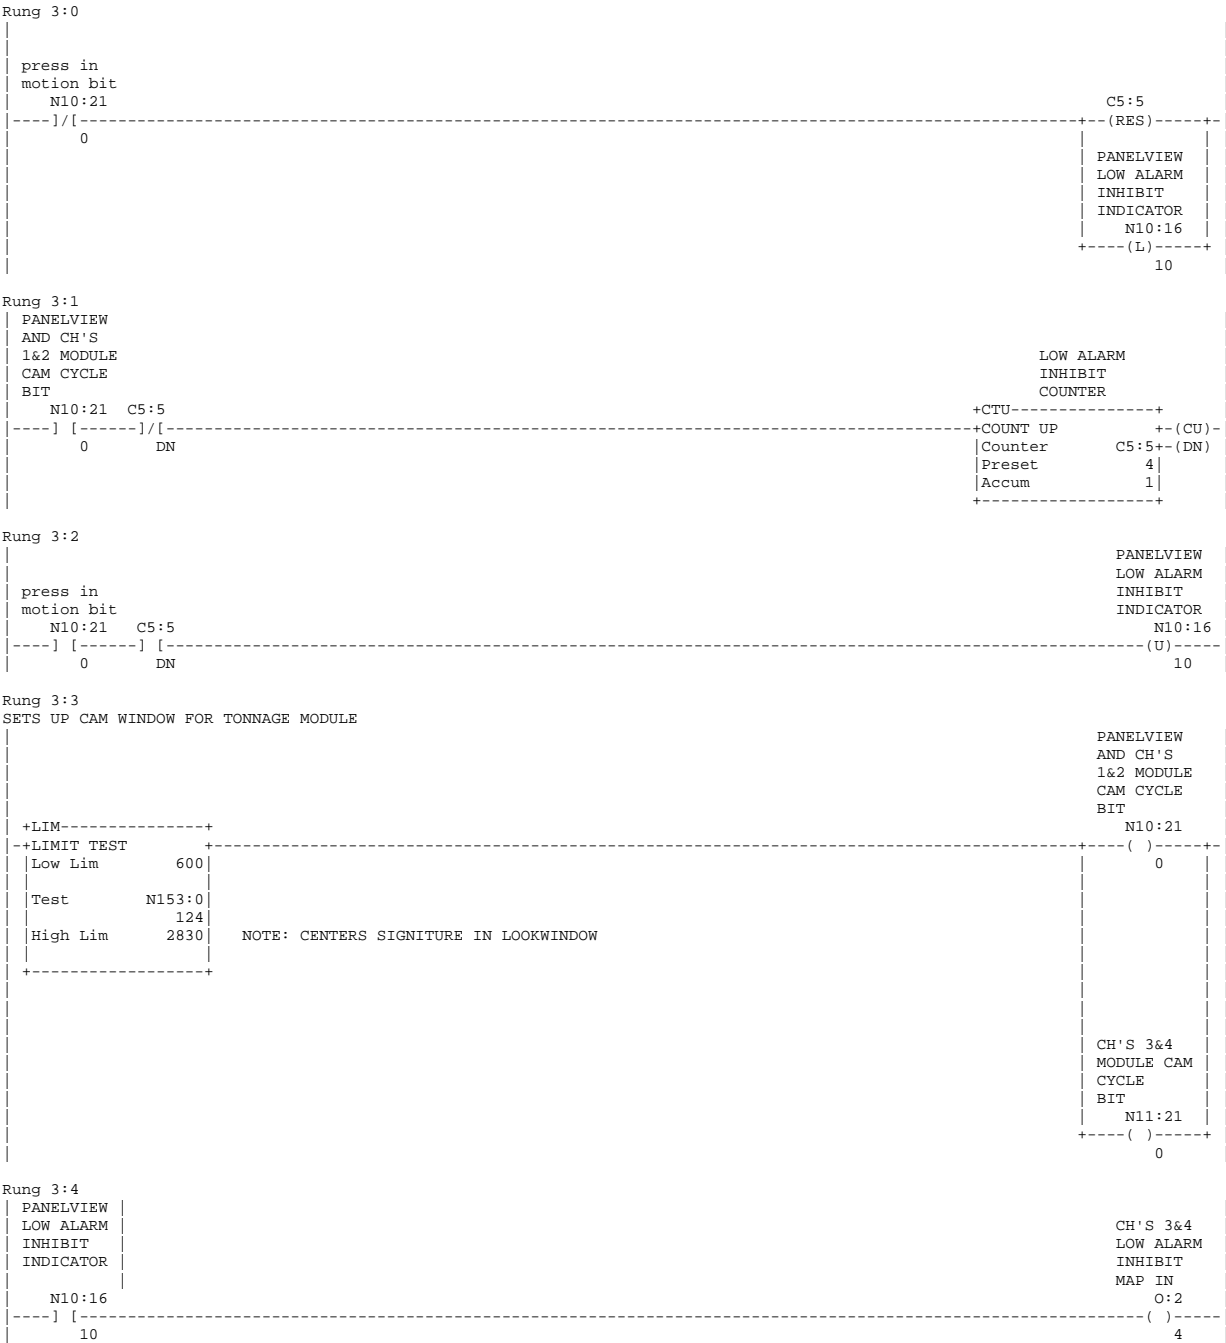 Rung 3:0
press in
motion bit
N10:21 C5:5
]/[ (RES)
0
PANELVIEW
LOW ALARM
INHIBIT
INDICATOR
N10:16
(L)
10
Rung 3:1
PANELVIEW
AND CH'S
1&2 MODULE LOW ALARM
CAM CYCLE INHIBIT
BIT COUNTER
N10:21 C5:5 +CTU
] [ ]/[ COUNT UP (CU)
0 DN Counter C5:5 (DN)
Preset 4
Accum 1
Rung 3:2
PANELVIEW
LOW ALARM
press in INHIBIT
motion bit INDICATOR
N10:21 C5:5 N10:16
] [ ] [ (U)
0 DN 10
Rung 3:3
SETS UP CAM WINDOW FOR TONNAGE MODULE
PANELVIEW
AND CH'S
1&2 MODULE
CAM CYCLE
BIT
+LIM N10:21
LIMIT TEST ( )
Low Lim 600 0
Test N153:0
124
High Lim 2830 NOTE: CENTERS SIGNITURE IN LOOKWINDOW
CH'S 3&4
MODULE CAM
CYCLE
BIT
N11:21
( )
0
Rung 3:4
PANELVIEW
LOW ALARM CH'S 3&4
INHIBIT LOW ALARM
INDICATOR INHIBIT
MAP IN
N10:16 O:2
] [ ( )
10 4